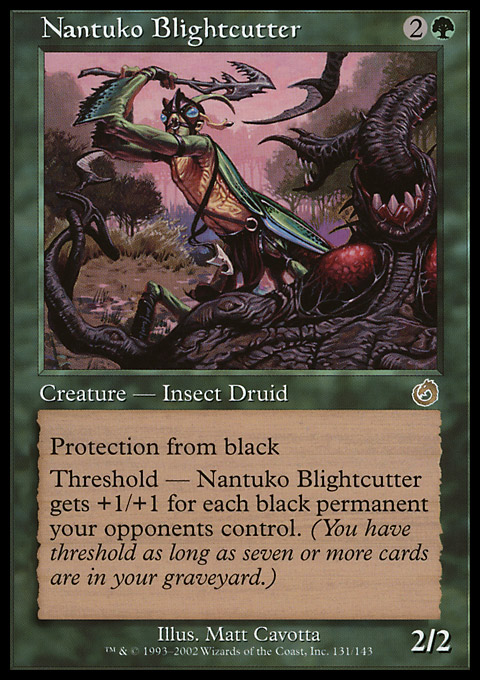 Nantuko Blightcutter 2
Creature — Insect Druid
Protection from black
Threshold — Nantuko Blightcutter
gets +1/+1 for each black permanent
your opponents control. (You have
threshold as long as seven or more cards
are in your graveyard.)
Illus. Matt Cavotta
™ & © 1993–2002 Wizards of the Coast, Inc. 131/143
2/2